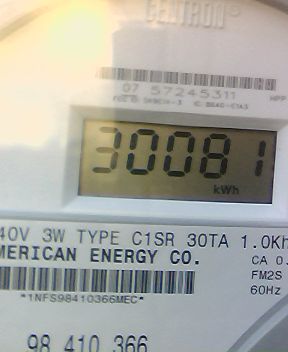 CENTRON®
07 57245311
30081
kWh
40V 3W TYPE C1SR 30TA 1.0Kh
MERICAN ENERGY CO.
CA 0.
FM2S
60Hz
*1NFS98410366MEC*
98 410 366